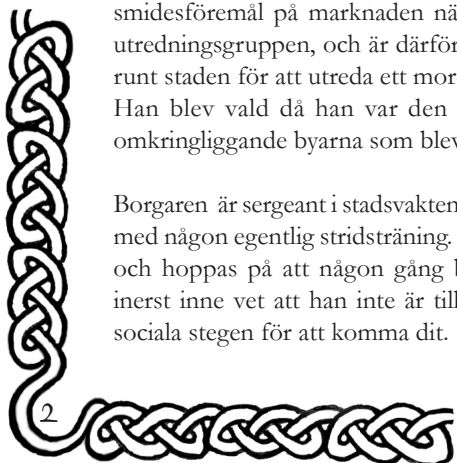 smidesföremål på marknaden nä
utredningsgruppen, och är därför
runt staden för att utreda ett mor
Han blev vald då han var den
omkringliggande byarna som blev
Borgaren är sergeant i stadsvakten
med någon egentlig stridsträning.
och hoppas på att någon gång b
inerst inne vet att han inte är till
sociala stegen för att komma dit.
2